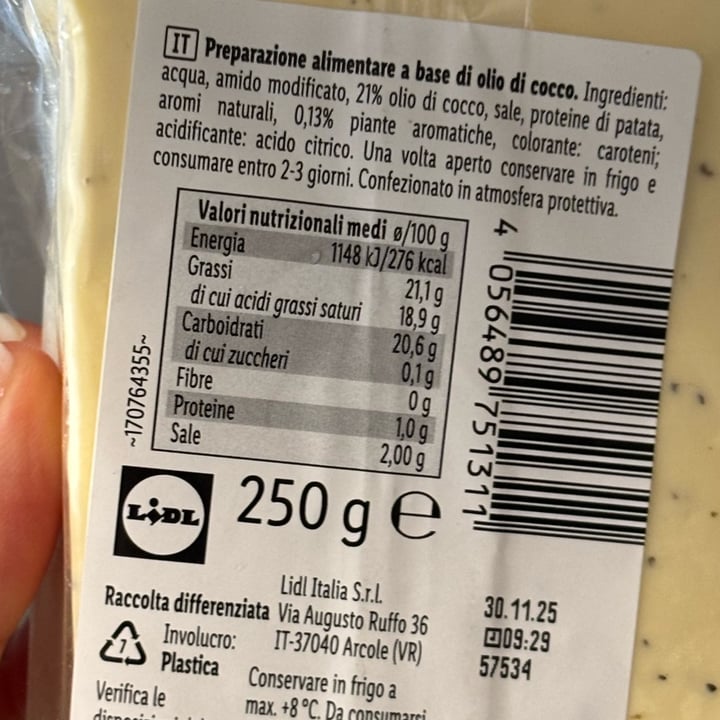 IT Preparazione alimentare a base di olio di cocco. Ingredienti:
acqua, amido modificato, 21% olio di cocco, sale, proteine di patata,
aromi naturali, 0,13% piante aromatiche, colorante: caroteni;
acidificante: acido citrico. Una volta aperto conservare in frigo e
consumare entro 2-3 giorni. Confezionato in atmosfera protettiva.
Valori nutrizionali medi ø/100 g
Energia 1148 kJ/276 kcal
Grassi 21,1 g
di cui acidi grassi saturi 18,9 g
Carboidrati 20,6 g
di cui zuccheri 0,1 g
Fibre 0 g
Proteine 1,0 g
Sale 2,00 g
~170764355~
4 056489 751311
LIDL
250 g e
Lidl Italia S.r.l.
Via Augusto Ruffo 36
IT-37040 Arcole (VR)
Raccolta differenziata
7
Involucro:
Plastica
Verifica le
Conservare in frigo a
max. +8 °C. Da consumarsi
30.11.25
09:29
57534